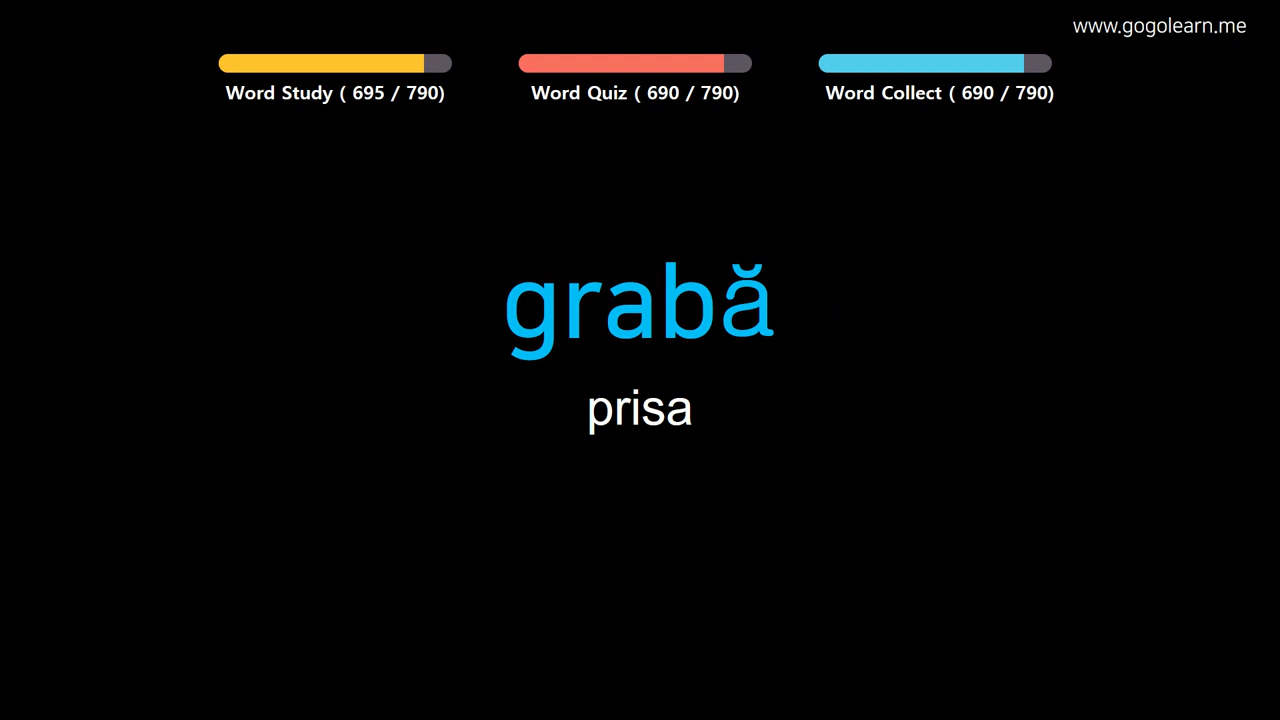 www.gogolearn.me
Word Study ( 695 / 790)
Word Quiz ( 690 / 790)
Word Collect ( 690 / 790)
grabă
prisa